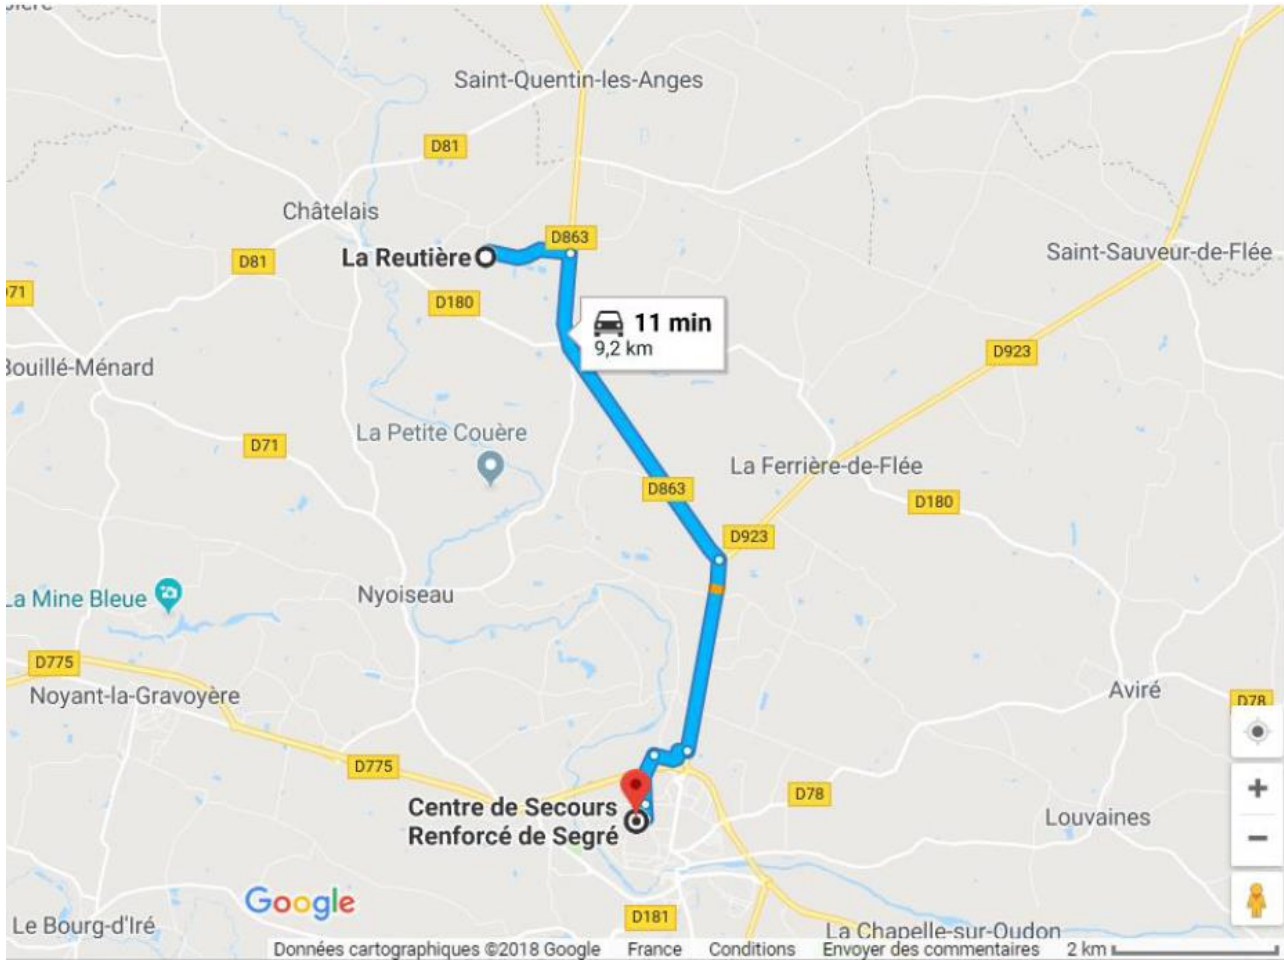 Saint-Quentin-les-Anges
D81
Châtelais
D863
La Reutière
Saint-Sauveur-de-Flée
D81
71
D180
11 min
9,2 km
D923
Bouillé-Ménard
La Petite Couère
D71
La Ferrière-de-Flée
D863
D180
D923
La Mine Bleue
Nyoiseau
D775
Noyant-la-Gravoyère
Aviré
D78
D775
D78
Centre de Secours
Renforcé de Segré
Louvaines
Google
D181
Le Bourg-d'Iré
La Chapelle-sur-Oudon
Données cartographiques ©2018 Google France Conditions Envoyer des commentaires 2 km